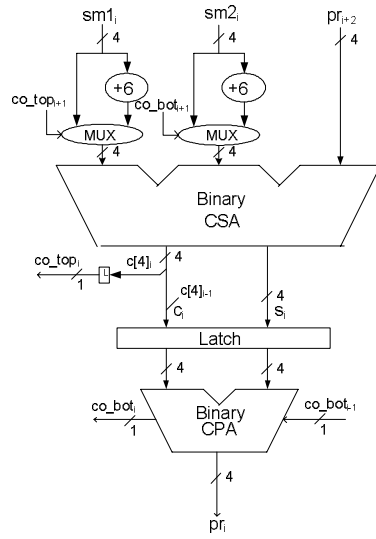 sm1i sm2i pri+2
4 4 4
+6 +6
co_topi+1 co_boti+1
MUX MUX
4 4
Binary
CSA
co_topi L c[4]i 4
1
c[4]i-1 4
Ci Si
Latch
4 4
co_boti Binary co_boti-1
1 CPA 1
4
pri